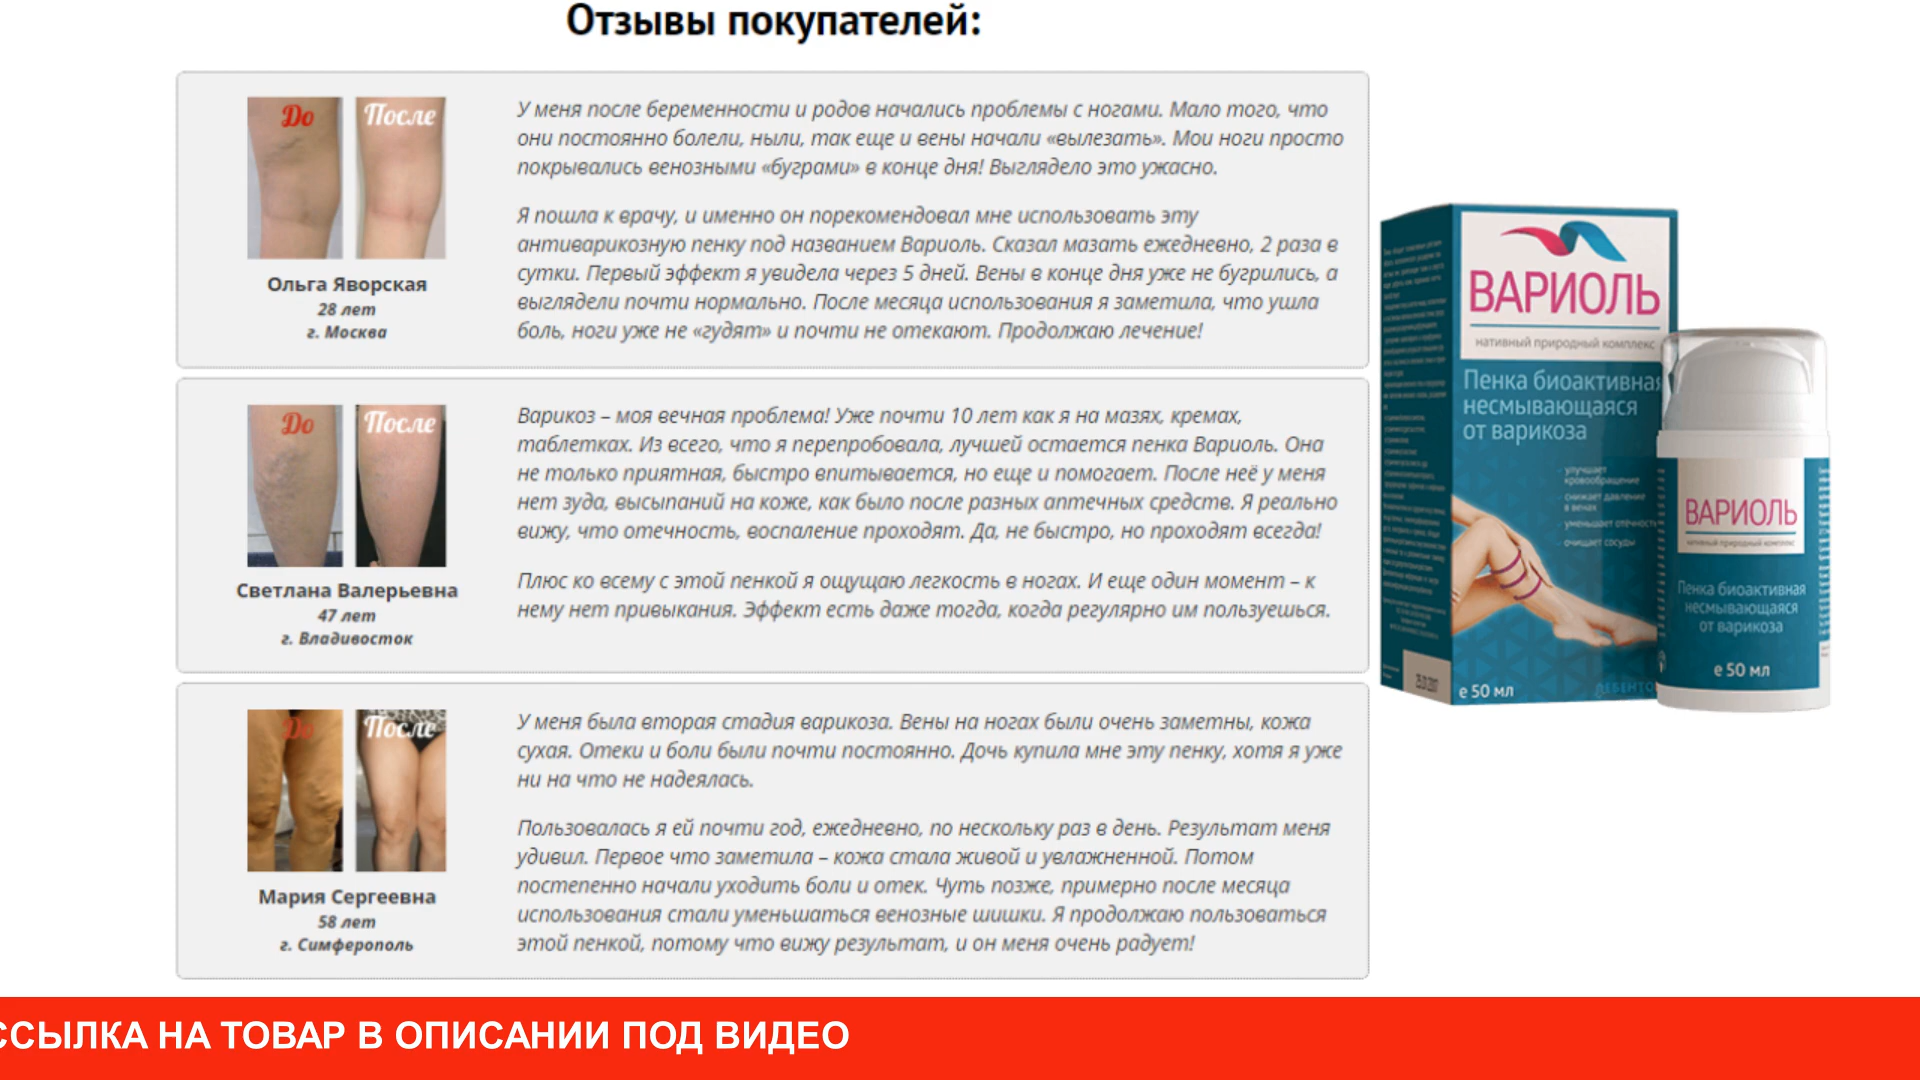 Отзывы покупателей:
До
После
Ольга Яворская
28 лет
г. Москва
У меня после беременности и родов начались проблемы с ногами. Мало того, что
они постоянно болели, ныли, так еще и вены начали «вылезать». Мои ноги просто
покрывались венозными «буграми» в конце дня! Выглядело это ужасно.
Я пошла к врачу, и именно он порекомендовал мне использовать эту
антиварикозную пенку под названием Вариоль. Сказал мазать ежедневно, 2 раза в
сутки. Первый эффект я увидела через 5 дней. Вены в конце дня уже не бугрились, а
выглядели почти нормально. После месяца использования я заметила, что ушла
боль, ноги уже не «гудят» и почти не отекают. Продолжаю лечение!
До
После
Светлана Валерьевна
47 лет
г. Владивосток
Варикоз – моя вечная проблема! Уже почти 10 лет как я на мазях, кремах,
таблетках. Из всего, что я перепробовала, лучшей остается пенка Вариоль. Она
не только приятная, быстро впитывается, но еще и помогает. После неё у меня
нет зуда, высыпаний на коже, как было после разных аптечных средств. Я реально
вижу, что отечность, воспаление проходят. Да, не быстро, но проходят всегда!
Плюс ко всему с этой пенкой я ощущаю легкость в ногах. И еще один момент – к
нему нет привыкания. Эффект есть даже тогда, когда регулярно им пользуешься.
До
После
Мария Сергеевна
58 лет
г. Симферополь
У меня была вторая стадия варикоза. Вены на ногах были очень заметны, кожа
сухая. Отеки и боли были почти постоянно. Дочь купила мне эту пенку, хотя я уже
ни на что не надеялась.
Пользовалась я ей почти год, ежедневно, по нескольку раз в день. Результат меня
удивил. Первое что заметила – кожа стала живой и увлажненной. Потом
постепенно начали уходить боли и отек. Чуть позже, примерно после месяца
использования стали уменьшаться венозные шишки. Я продолжаю пользоваться
этой пенкой, потому что вижу результат, и он меня очень радует!
ВАРИОЛЬ
нативный природный комплекс
Пенка биоактивная
несмывающаяся
от варикоза
улучшает
кровообращение
снижает давление
в венах
уменьшает отёчность
очищает сосуды
е 50 мл
ВАРИОЛЬ
нативный природный комплекс
Пенка биоактивная
несмывающаяся
от варикоза
е 50 мл
ССЫЛКА НА ТОВАР В ОПИСАНИИ ПОД ВИДЕО